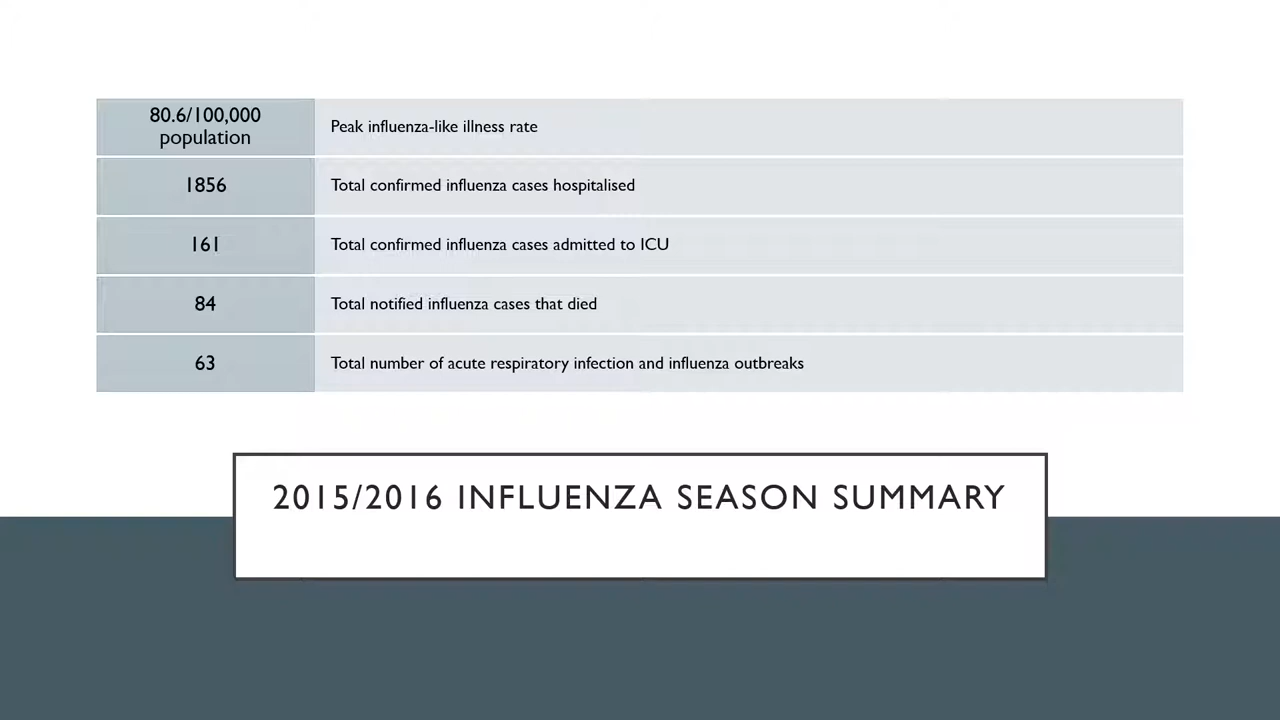 80.6/100,000
population
Peak influenza-like illness rate
1856
Total confirmed influenza cases hospitalised
161
Total confirmed influenza cases admitted to ICU
84
Total notified influenza cases that died
63
Total number of acute respiratory infection and influenza outbreaks
2015/2016 INFLUENZA SEASON SUMMARY